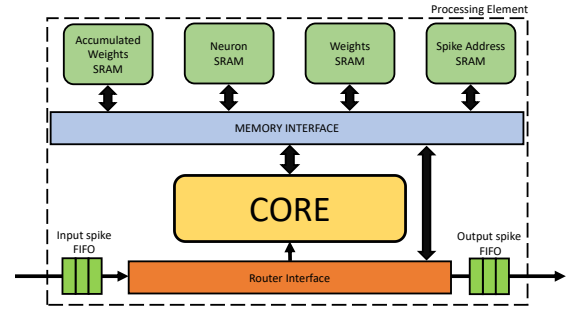 Processing Element
Accumulated
Weights
SRAM
Neuron
SRAM
Weights
SRAM
Spike Address
SRAM
MEMORY INTERFACE
CORE
Input spike
FIFO
Output spike
FIFO
Router Interface